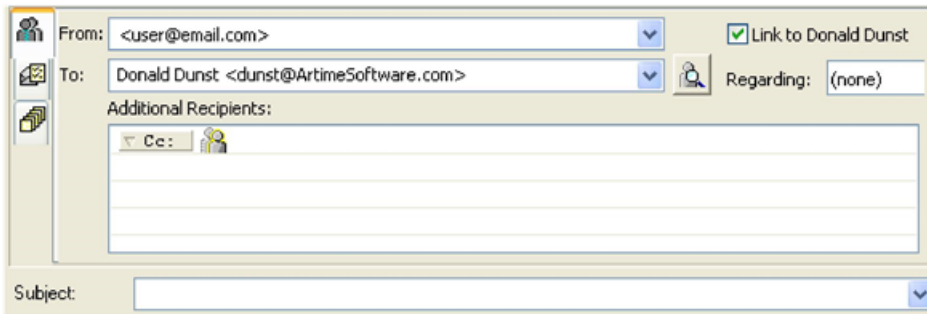 From: <user@email.com> Link to Donald Dunst
To: Donald Dunst <dunst@ArtimeSoftware.com> Regarding: (none)
Additional Recipients:
Cc:
Subject: